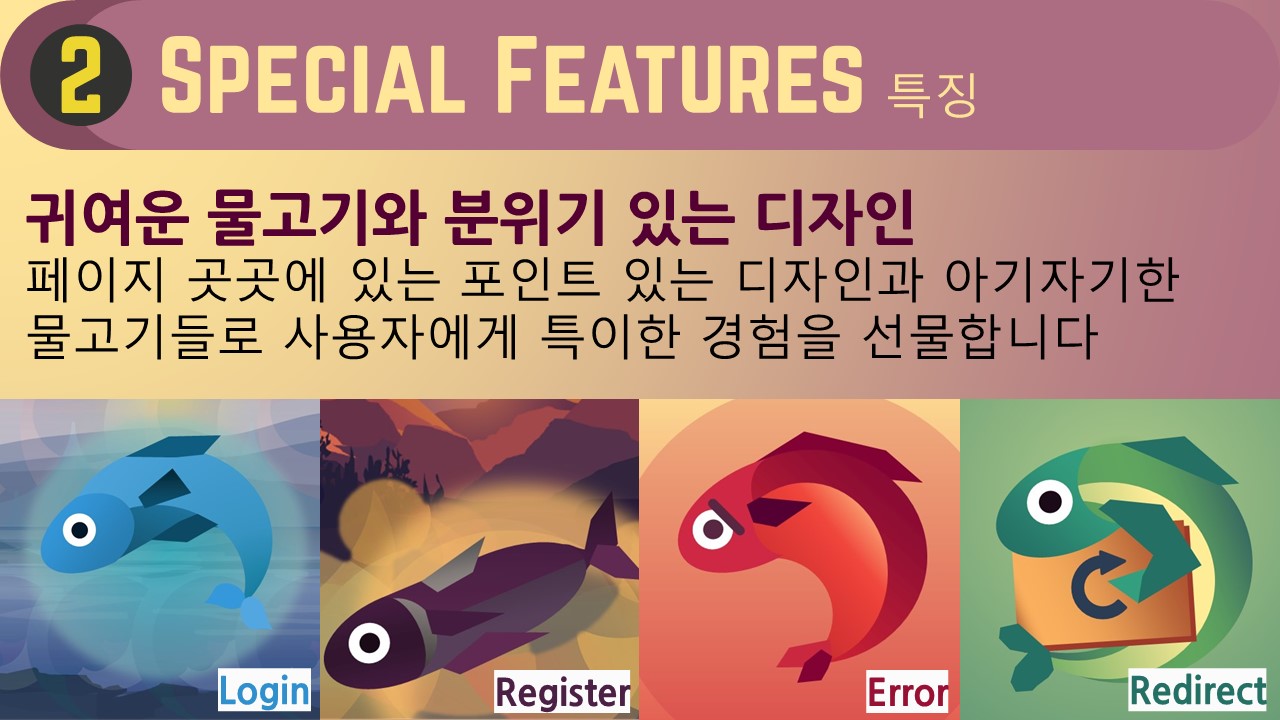 2 SPECIAL FEATURES 특징
귀여운 물고기와 분위기 있는 디자인
페이지 곳곳에 있는 포인트 있는 디자인과 아기자기한
물고기들로 사용자에게 특이한 경험을 선물합니다
Login Register Error Redirect